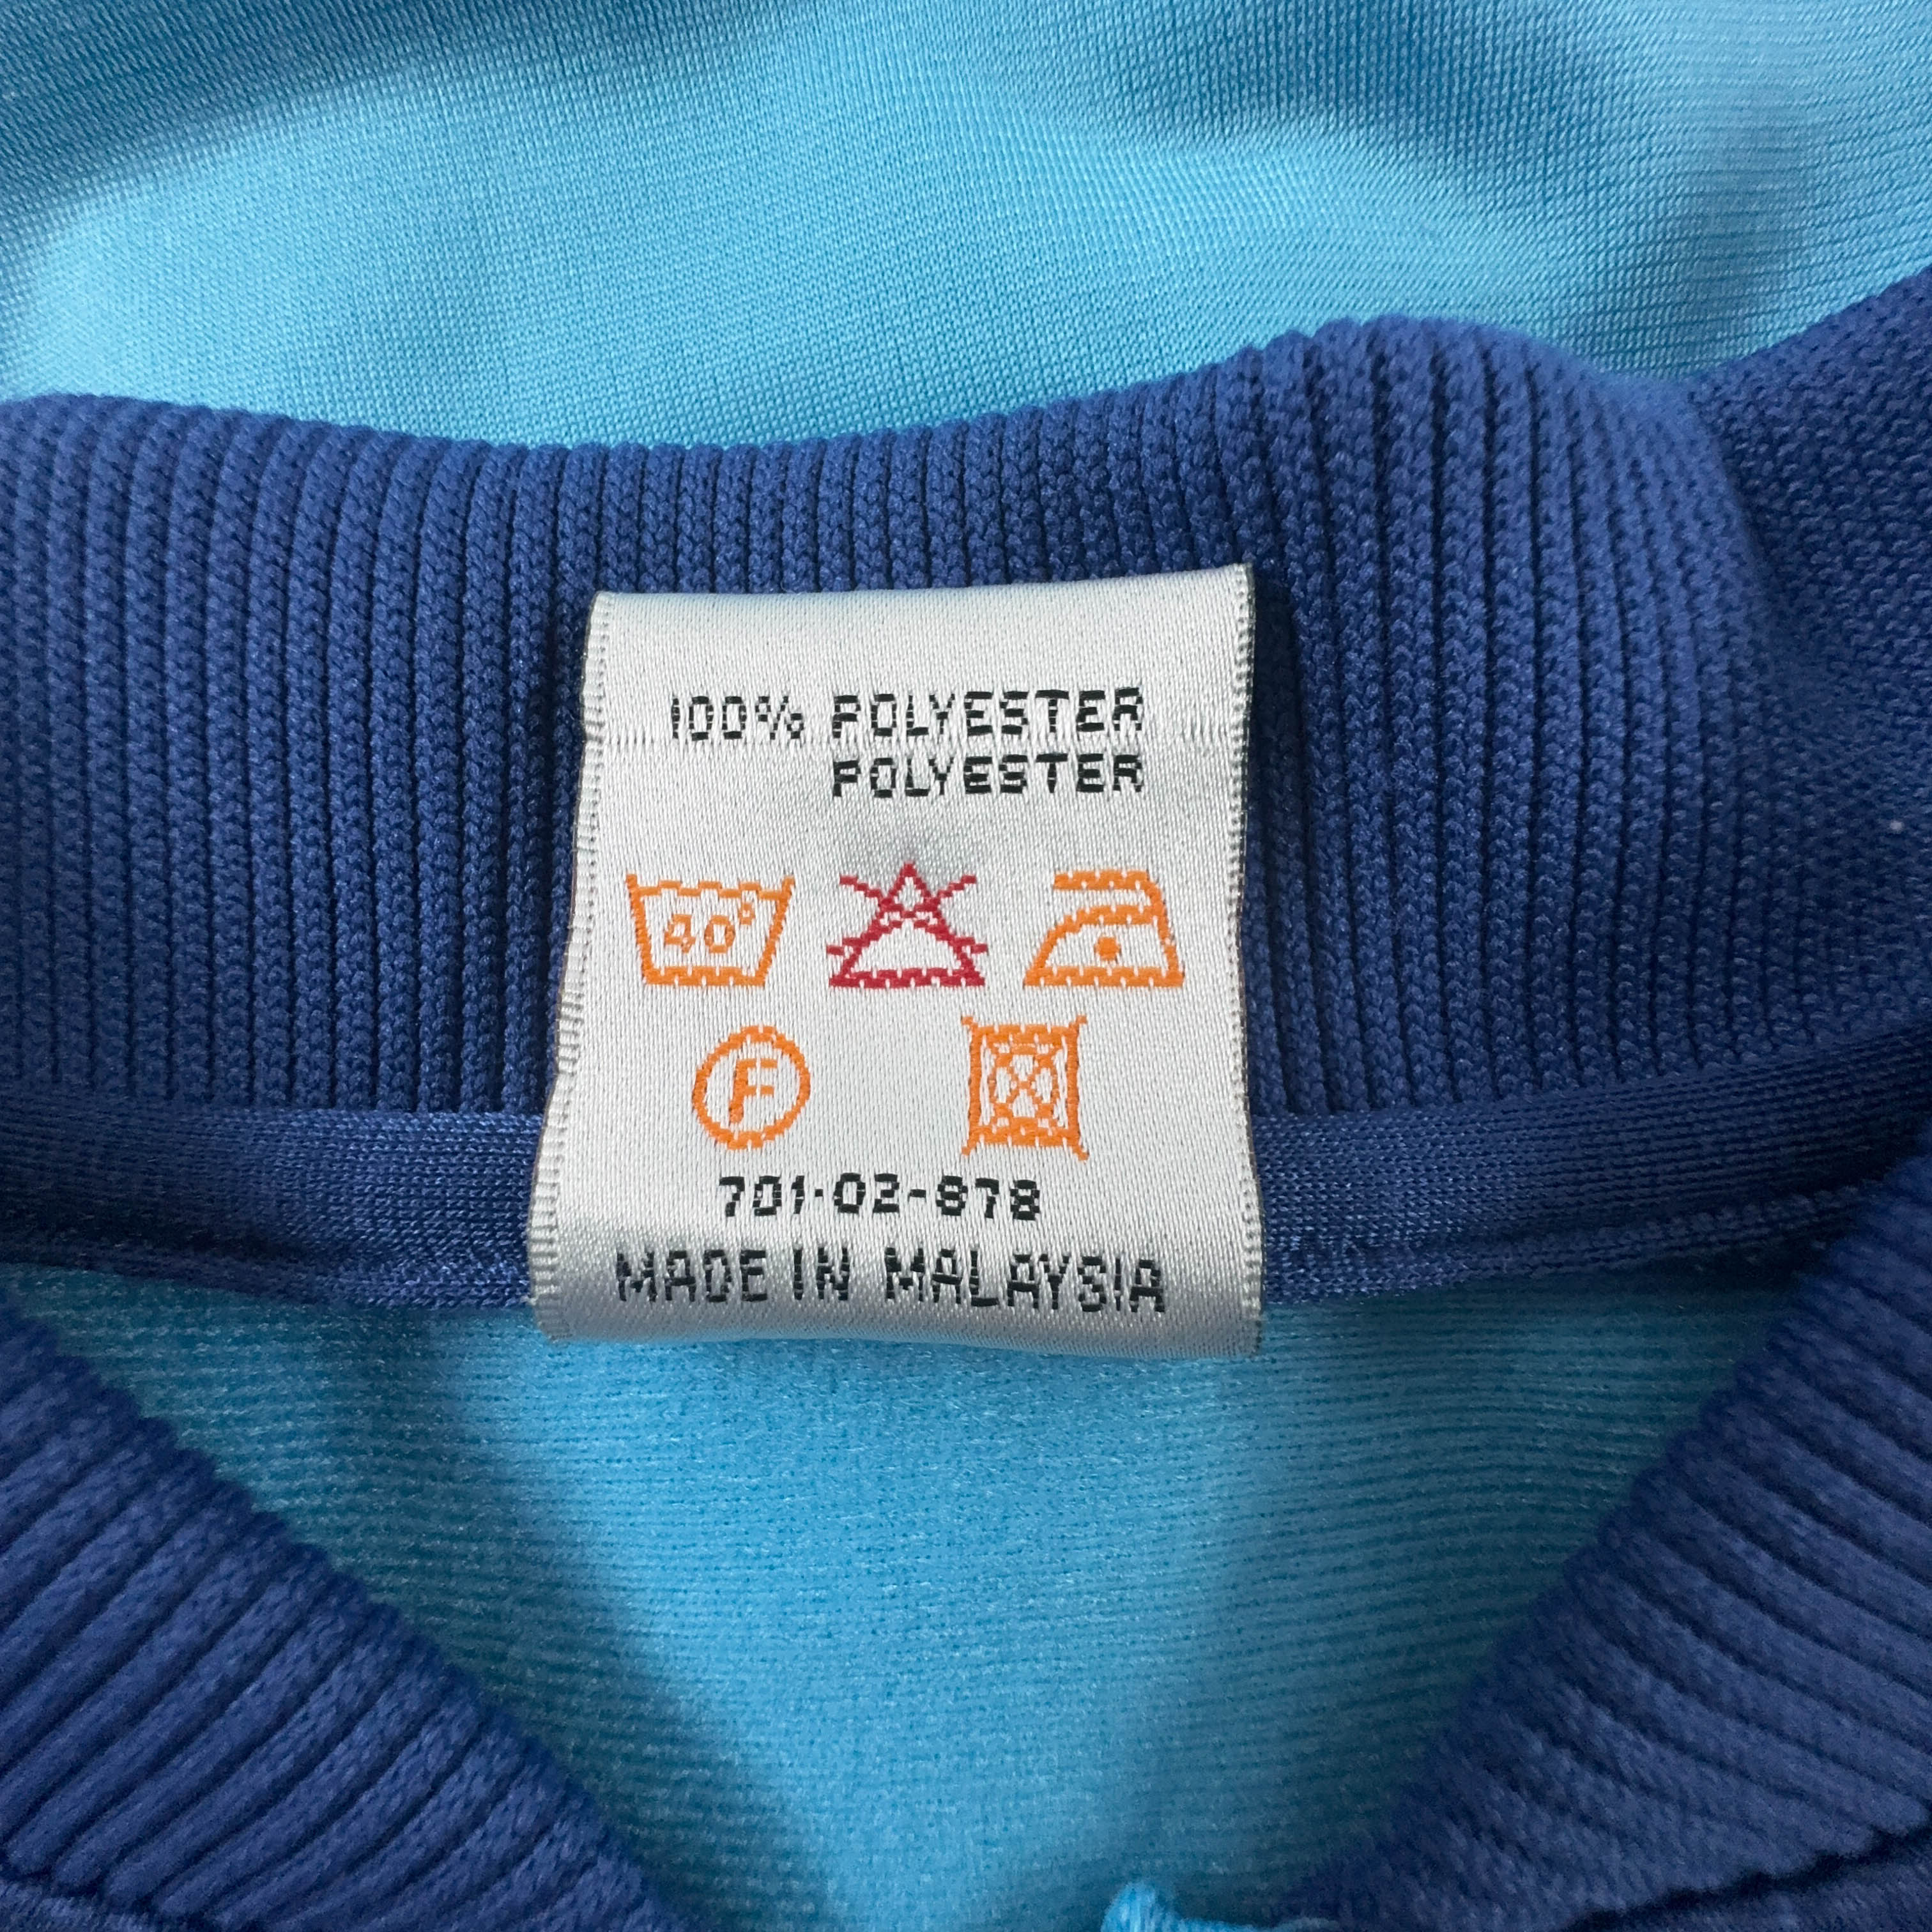 100% POLYESTER
POLYESTER
40°
F
701-02-878
MADE IN MALAYSIA